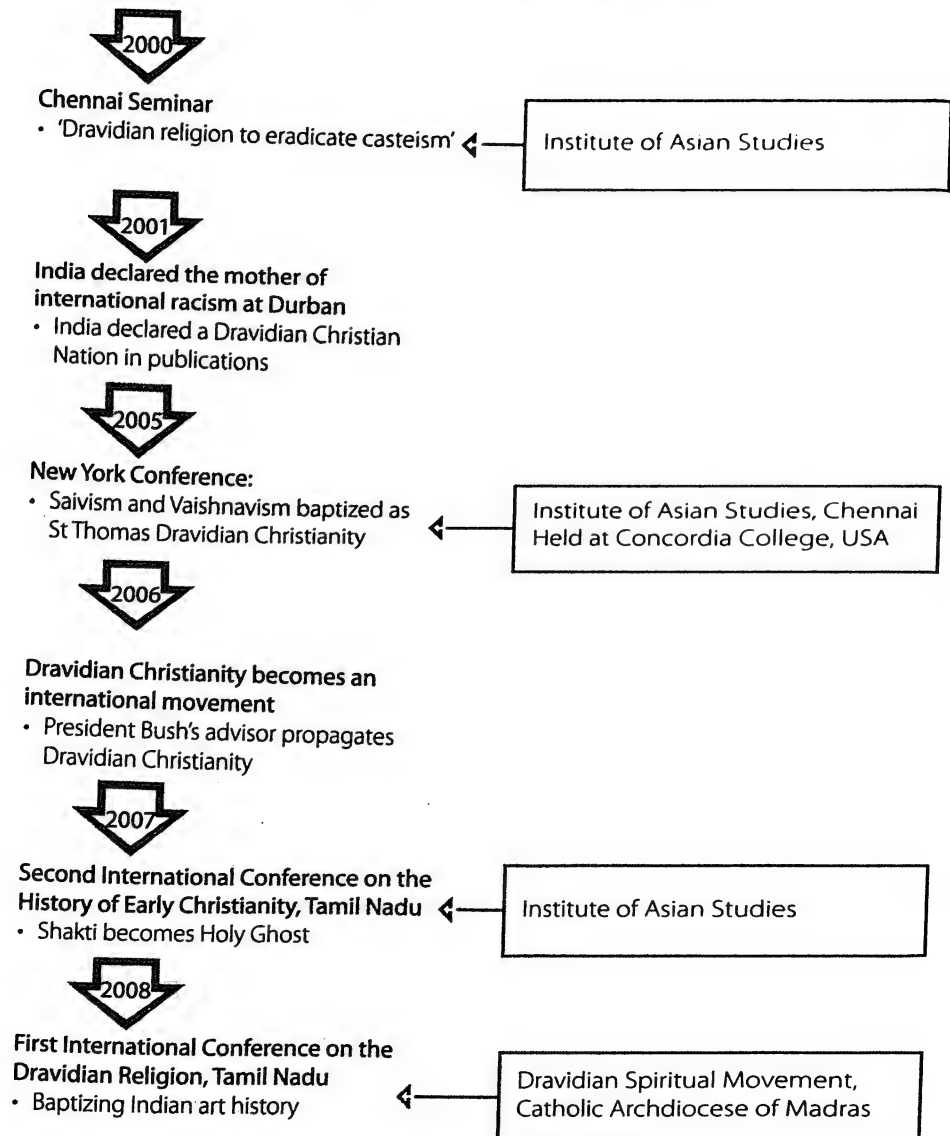 2000
Chennai Seminar
• 'Dravidian religion to eradicate casteism'
Institute of Asian Studies
2001
India declared the mother of
international racism at Durban
• India declared a Dravidian Christian
Nation in publications
2005
New York Conference:
• Saivism and Vaishnavism baptized as
St Thomas Dravidian Christianity
Institute of Asian Studies, Chennai
Held at Concordia College, USA
2006
Dravidian Christianity becomes an
international movement
• President Bush's advisor propagates
Dravidian Christianity
2007
Second International Conference on the
History of Early Christianity, Tamil Nadu
• Shakti becomes Holy Ghost
Institute of Asian Studies
2008
First International Conference on the
Dravidian Religion, Tamil Nadu
• Baptizing Indian art history
Dravidian Spiritual Movement,
Catholic Archdiocese of Madras